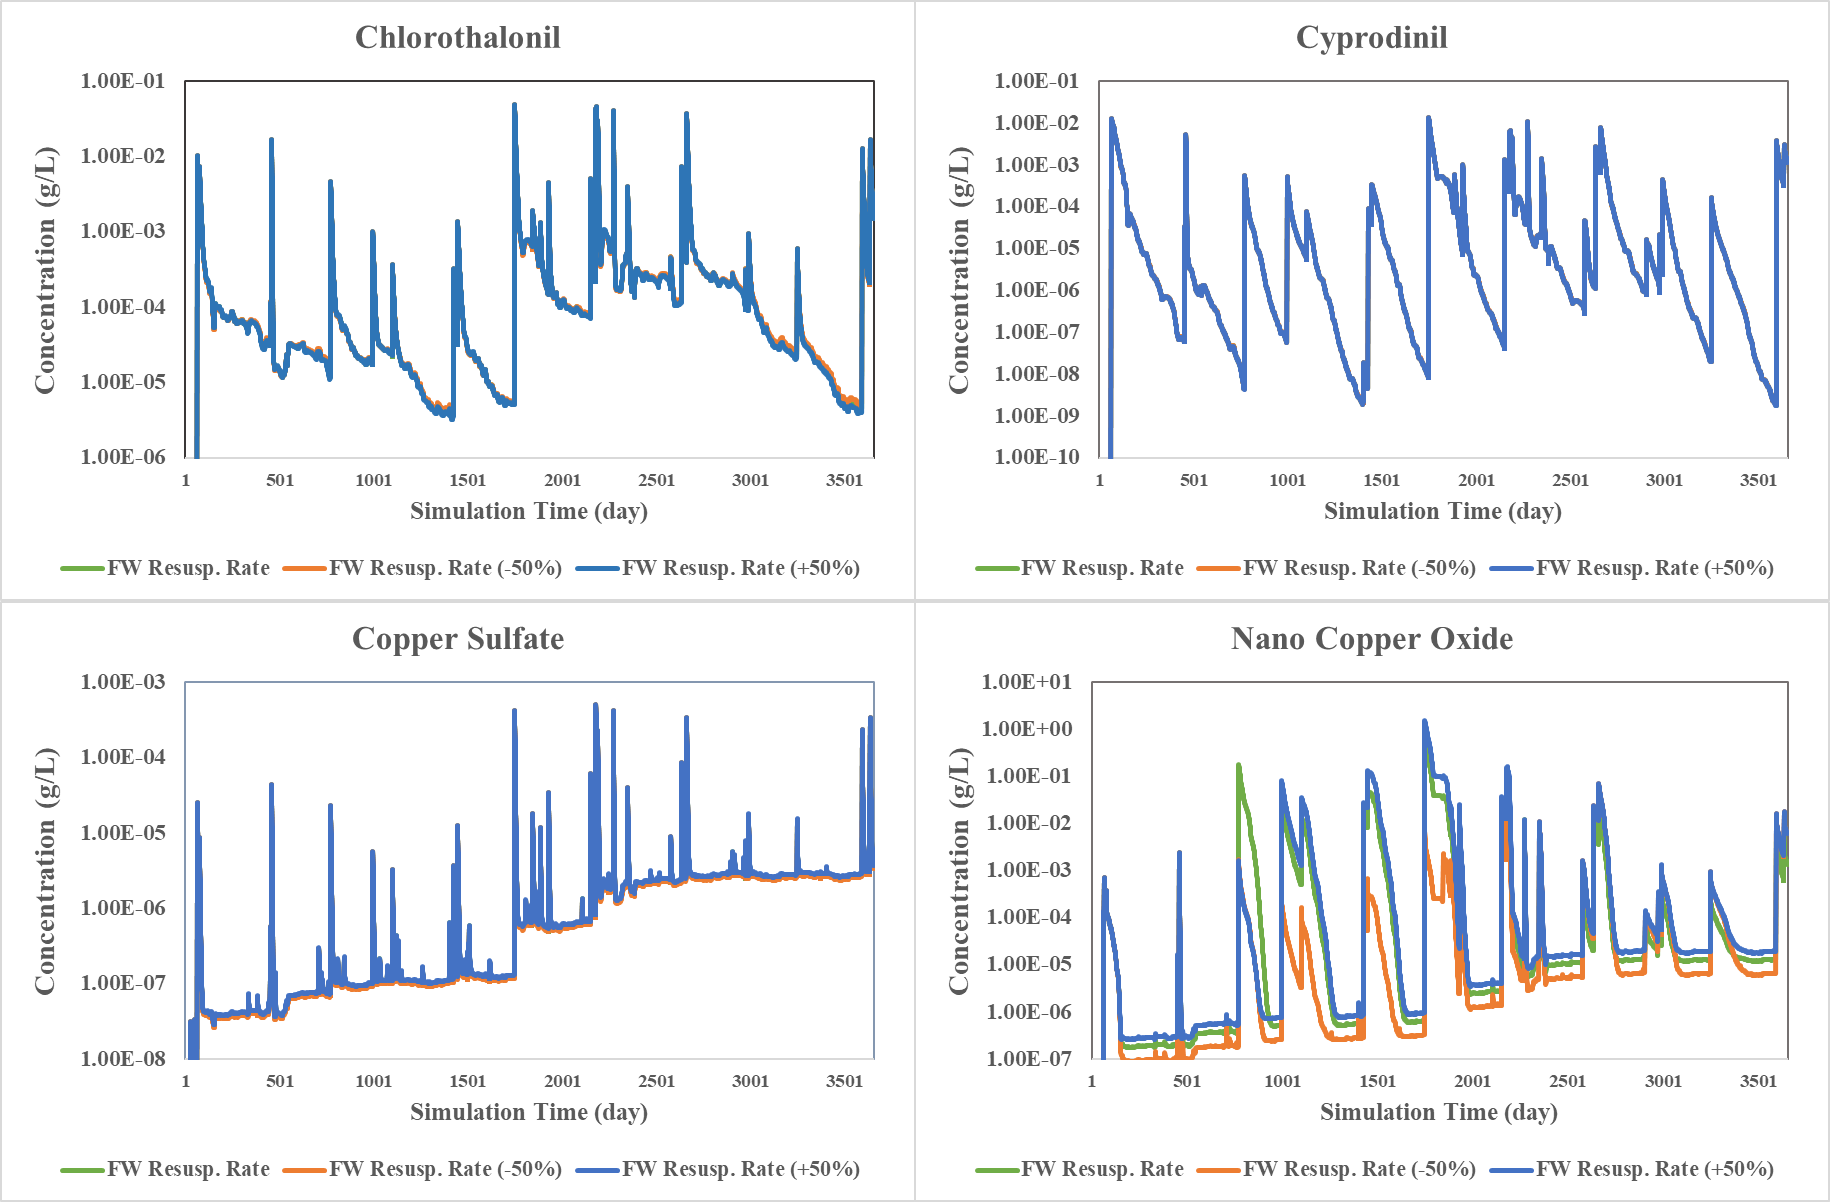 Chlorothalonil
1.00E-01
1.00E-02
1.00E-03
1.00E-04
1.00E-05
1.00E-06
Concentration (g/L)
1 501 1001 1501 2001 2501 3001 3501
Simulation Time (day)
FW Resusp. Rate FW Resusp. Rate (-50%) FW Resusp. Rate (+50%)
Cyprodinil
1.00E-01
1.00E-02
1.00E-03
1.00E-04
1.00E-05
1.00E-06
1.00E-07
1.00E-08
1.00E-09
1.00E-10
Concentration (g/L)
1 501 1001 1501 2001 2501 3001 3501
Simulation Time (day)
FW Resusp. Rate FW Resusp. Rate (-50%) FW Resusp. Rate (+50%)
Copper Sulfate
1.00E-03
1.00E-04
1.00E-05
1.00E-06
1.00E-07
1.00E-08
Concentration (g/L)
1 501 1001 1501 2001 2501 3001 3501
Simulation Time (day)
FW Resusp. Rate FW Resusp. Rate (-50%) FW Resusp. Rate (+50%)
Nano Copper Oxide
1.00E+01
1.00E+00
1.00E-01
1.00E-02
1.00E-03
1.00E-04
1.00E-05
1.00E-06
1.00E-07
Concentration (g/L)
1 501 1001 1501 2001 2501 3001 3501
Simulation Time (day)
FW Resusp. Rate FW Resusp. Rate (-50%) FW Resusp. Rate (+50%)